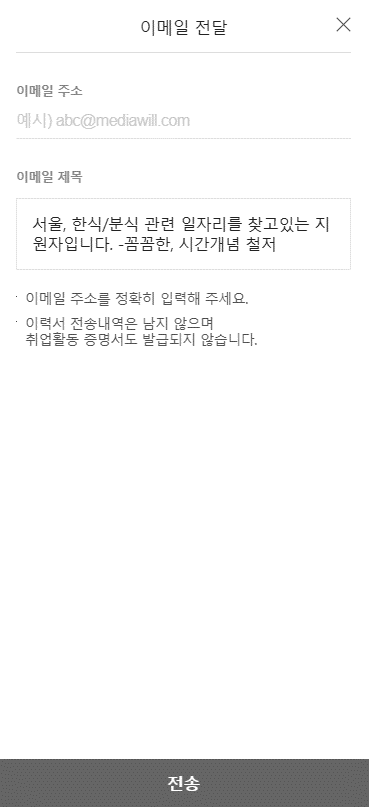 이메일 전달
이메일 주소
예시) abc@mediawill.com
이메일 제목
서울, 한식/분식 관련 일자리를 찾고있는 지
원자입니다. -꼼꼼한, 시간개념 철저
· 이메일 주소를 정확히 입력해 주세요.
· 이력서 전송내역은 남지 않으며
취업활동 증명서도 발급되지 않습니다.
전송